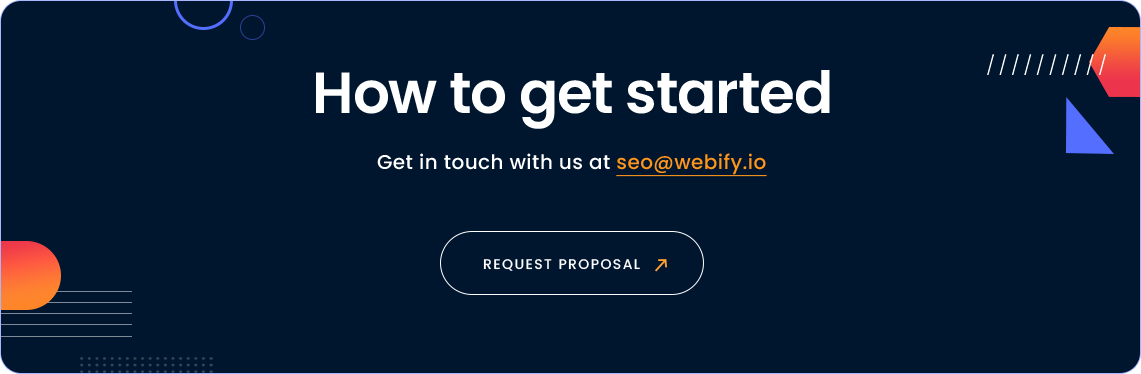 How to get started
Get in touch with us at seo@webify.io
REQUEST PROPOSAL